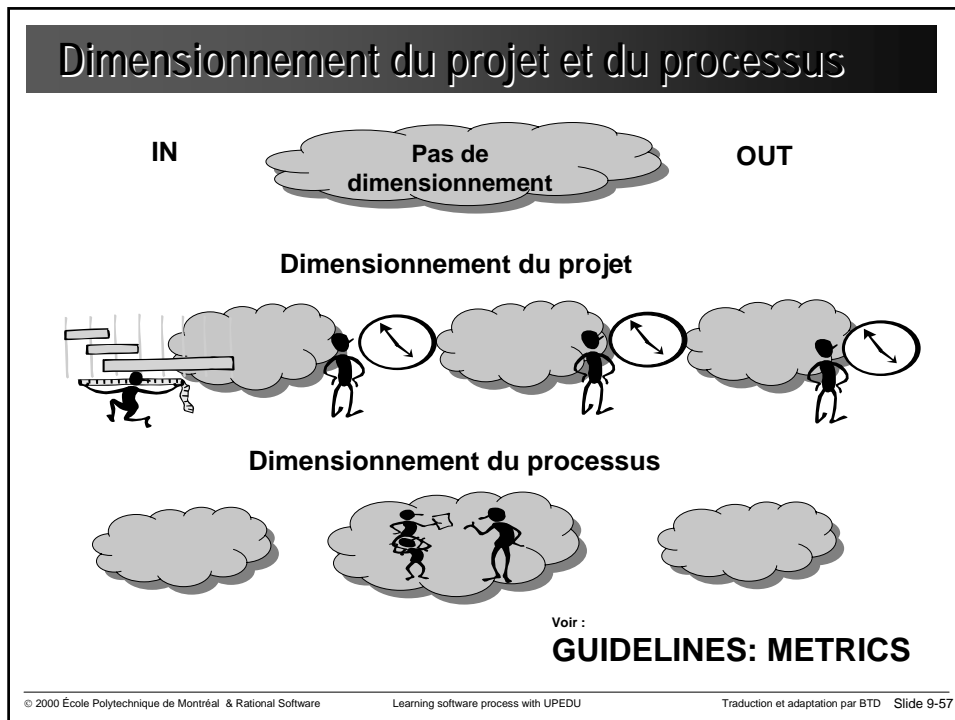 Dimensionnement du projet et du processus
IN
Pas de
dimensionnement
OUT
Dimensionnement du projet
Dimensionnement du processus
Voir :
GUIDELINES: METRICS
© 2000 École Polytechnique de Montréal & Rational Software
Learning software process with UPEDU
Traduction et adaptation par BTD
Slide 9-57